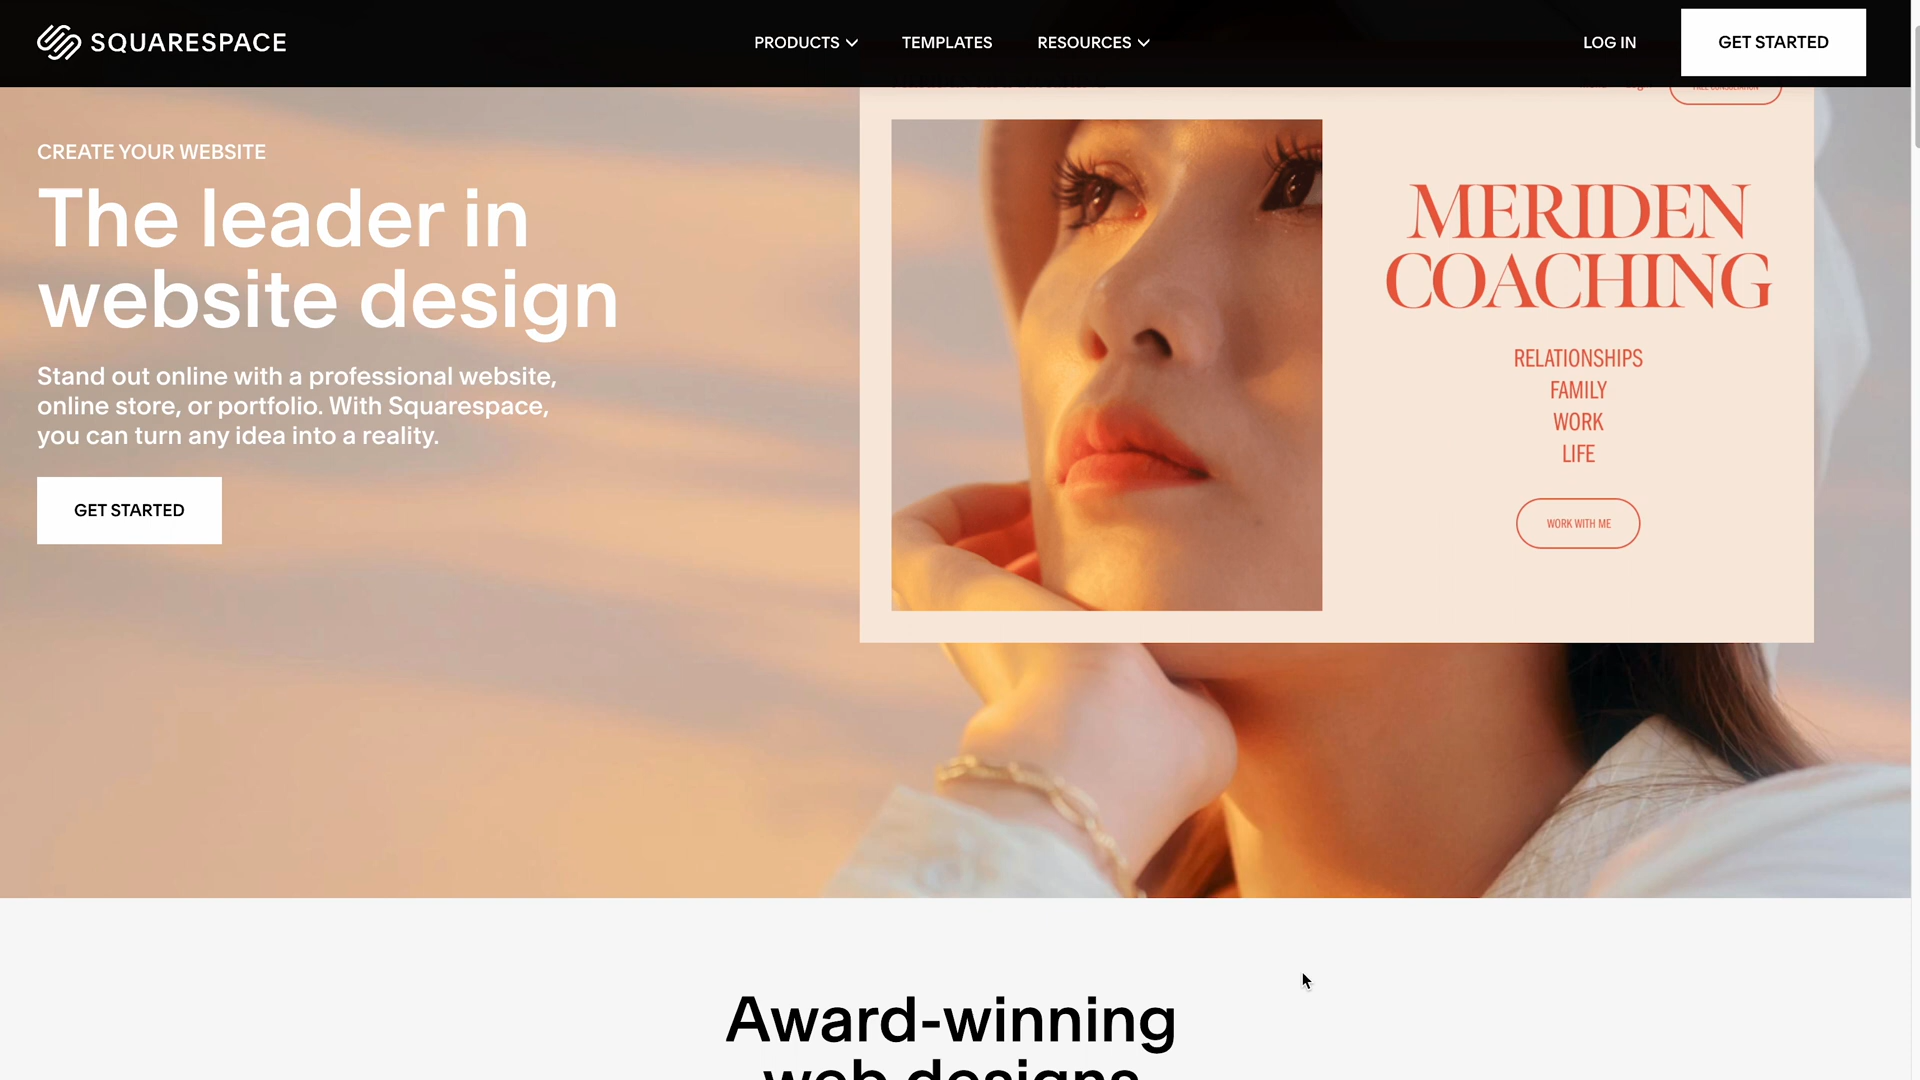 SQUARESPACE
PRODUCTS
TEMPLATES
RESOURCES
LOG IN
GET STARTED
CREATE YOUR WEBSITE
The leader in
website design
Stand out online with a professional website,
online store, or portfolio. With Squarespace,
you can turn any idea into a reality.
GET STARTED
MERIDEN
COACHING
RELATIONSHIPS
FAMILY
WORK
LIFE
WORK WITH ME
Award-winning
web designs